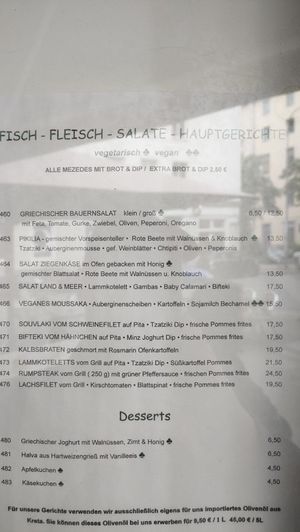 FISCH - FLEISCH - SALATE - HAUPTGERICHTE
vegetarisch ♣ vegan ♣♣
ALLE MEZEDES MIT BROT & DIP / EXTRA BROT & DIP 2,50 €
460 GRIECHISCHER BAUERNSALAT klein / groß ♣ 8,50 / 12,50
mit Feta, Tomate, Gurke, Zwiebel, Oliven, Peperoni, Oregano
463 PIKILIA - gemischter Vorspeisenteller • Rote Beete mit Walnüssen & Knoblauch ♣ 13,50
Tzatziki • Auberginenmousse • gef. Weinblätter • Chtipiti • Oliven • Peperonis
464 SALAT ZIEGENKÄSE im Ofen gebacken mit Honig ♣
gemischter Blattsalat • Rote Beete mit Walnüssen u. Knoblauch 13,50
465 SALAT LAND & MEER • Lammkotelett • Gambas • Baby Calamari • Bifteki 17,50
466 VEGANES MOUSSAKA • Auberginenscheiben • Kartoffeln • Sojamilch Bechamel ♣♣ 15,50
470 SOUVLAKI VOM SCHWEINEFILET auf Pita • Tzatziki Dip • frische Pommes frites 17,50
471 BIFTEKI VOM HÄHNCHEN auf Pita • Minz Joghurt Dip • frische Pommes frites 17,50
472 KALBSBRATEN geschmort mit Rosmarin Ofenkartoffeln 19,50
473 LAMMKOTELETTS vom Grill auf Pita • Tzatziki Dip • Süßkartoffel Pommes 21,50
474 RUMPSTEAK vom Grill ( 250 g) mit grüner Pfeffersauce • frische Pommes frites 24,50
476 LACHSFILET vom Grill • Kirschtomaten • Blattspinat • frische Pommes frites 19,50
Desserts
480 Griechischer Joghurt mit Walnüssen, Zimt & Honig ♣ 6,50
481 Halva aus Hartweizengrieß mit Vanilleeis ♣ 6,50
482 Apfelkuchen ♣ 4,50
483 Käsekuchen ♣ 4,50
Für unsere Gerichte verwenden wir ausschließlich eigens für uns importiertes Olivenöl aus
Kreta. Sie können dieses Olivenöl bei uns erwerben für 9,50 € / 1L 46,00 € / 5L